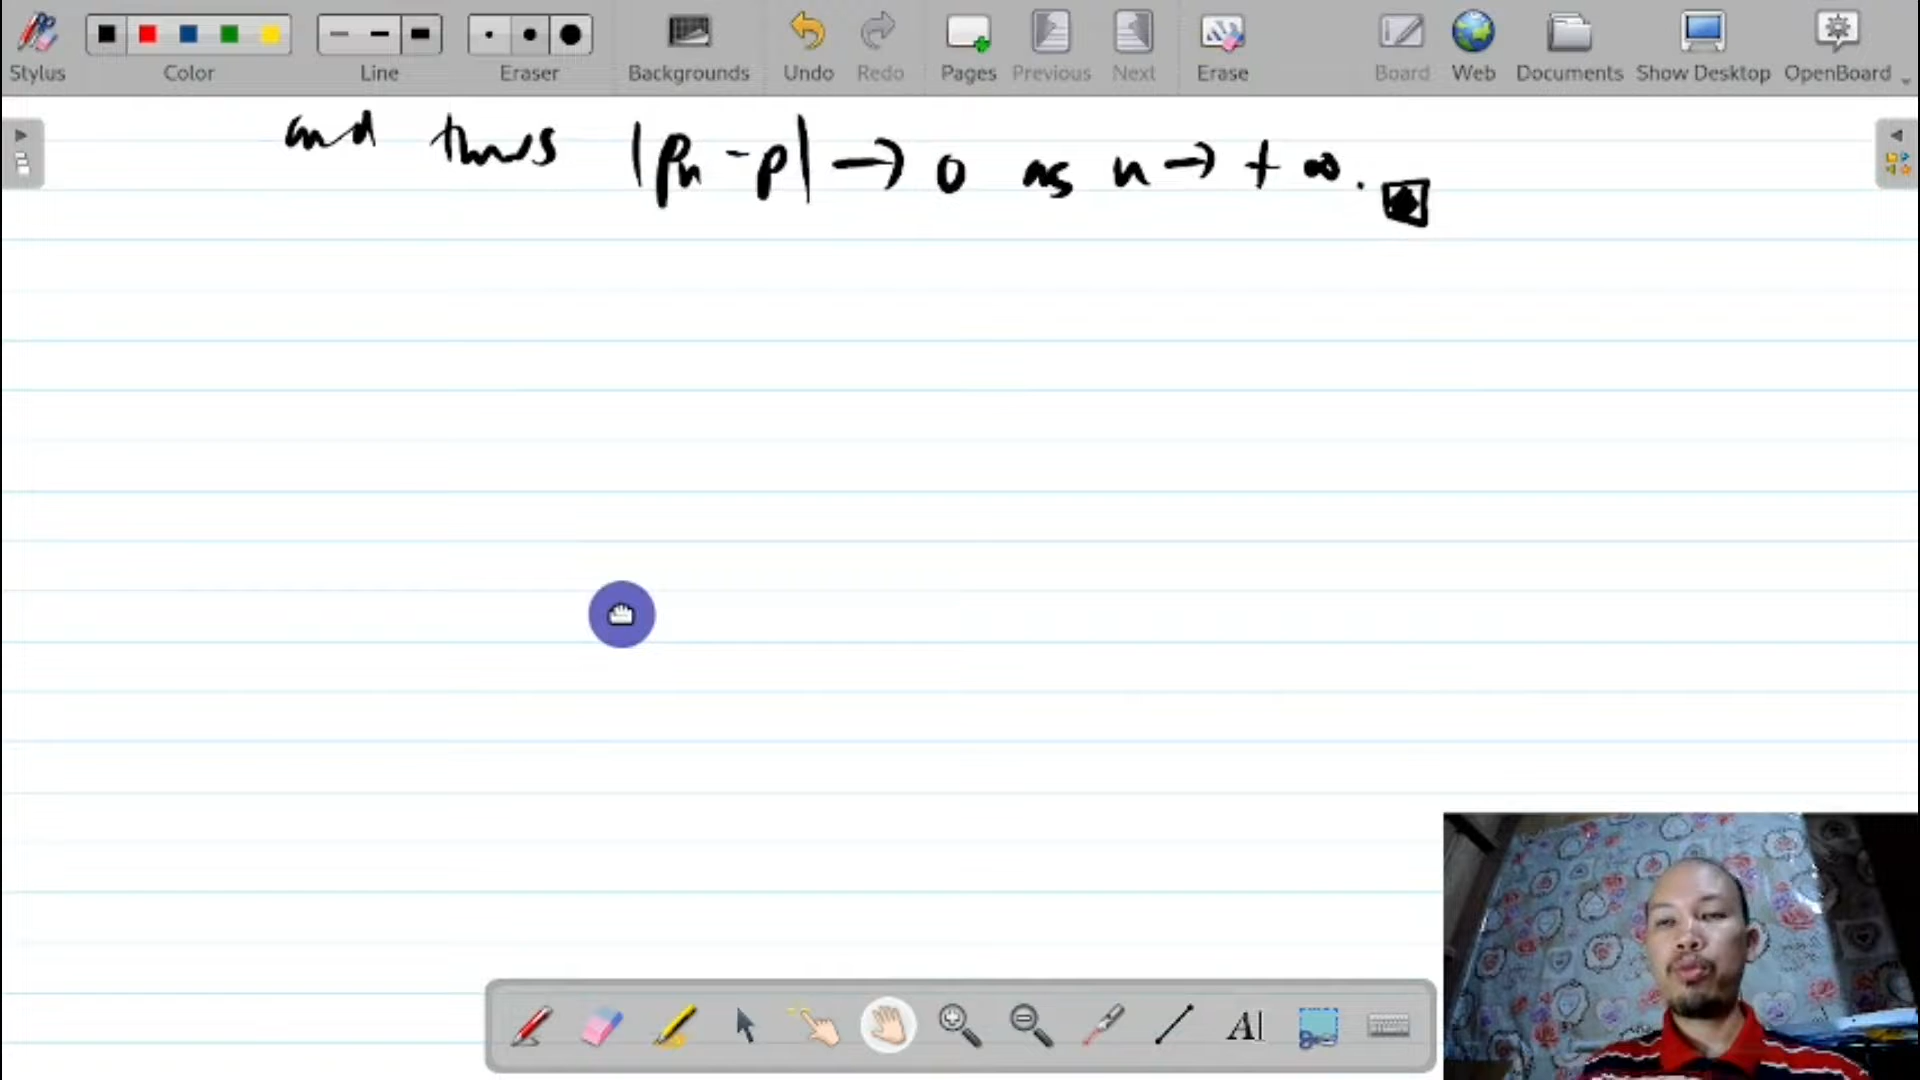 Stylus Color Line Eraser Backgrounds Undo Redo Pages Previous Next Erase Board Web Documents Show Desktop OpenBoard
and thus |pn - p| → 0 as n → + ∞.
AI